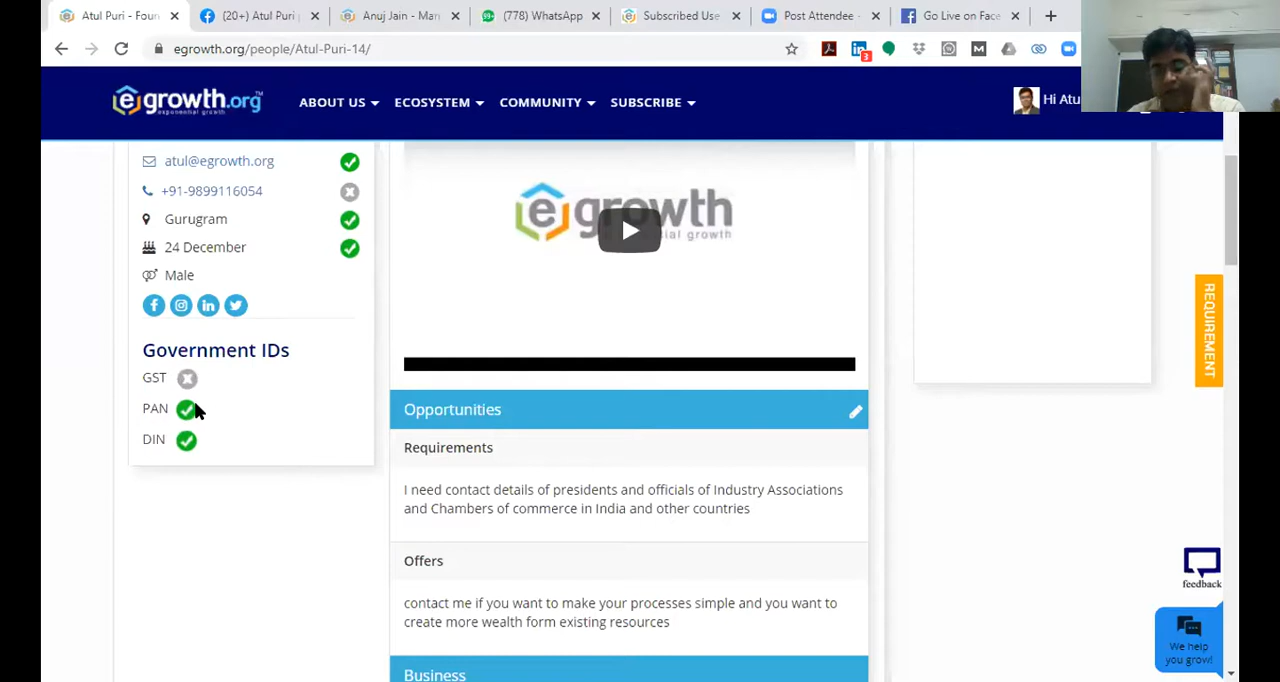 Atul Puri - Foun
(20+) Atul Puri
Anuj Jain - Man
(778) WhatsApp
Subscribed Use
Post Attendee -
Go Live on Face
egrowth.org/people/Atul-Puri-14/
3
egrowth.org™
exponential growth
ABOUT US
ECOSYSTEM
COMMUNITY
SUBSCRIBE
Hi Atu
atul@egrowth.org
+91-9899116054
Gurugram
24 December
Male
Government IDs
GST
PAN
DIN
egrowth
Opportunities
Requirements
I need contact details of presidents and officials of Industry Associations
and Chambers of commerce in India and other countries
Offers
contact me if you want to make your processes simple and you want to
create more wealth form existing resources
Business
REQUIREMENT
feedback
We help
you grow!